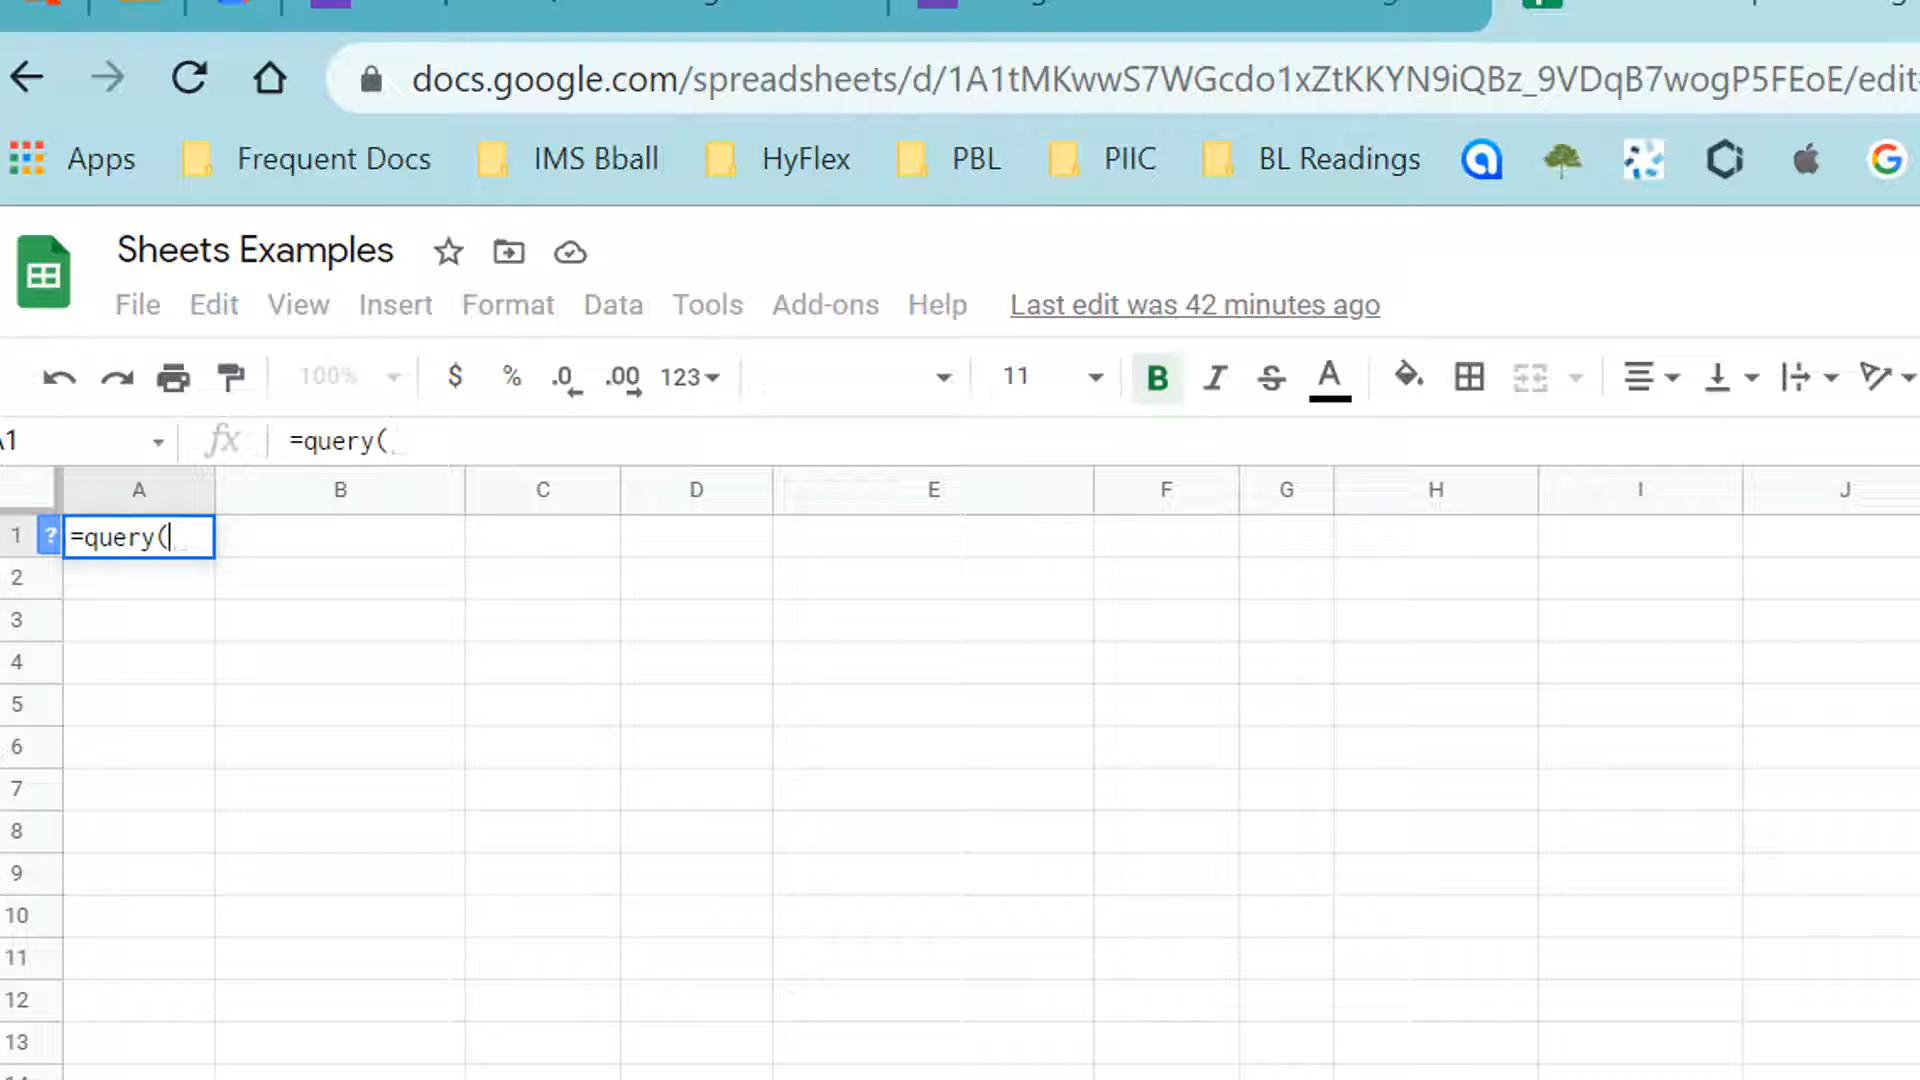 docs.google.com/spreadsheets/d/1A1tMKwwS7WGcdo1xZtKKYN9iQBz_9VDqB7wogP5FEoE/edit
Apps Frequent Docs IMS Bball HyFlex PBL PIIC BL Readings
Sheets Examples
File Edit View Insert Format Data Tools Add-ons Help Last edit was 42 minutes ago
100% $ % .0 .00 123 11 B I S A
A1 fx =query(
A B C D E F G H I J
1 ? =query(
2
3
4
5
6
7
8
9
10
11
12
13